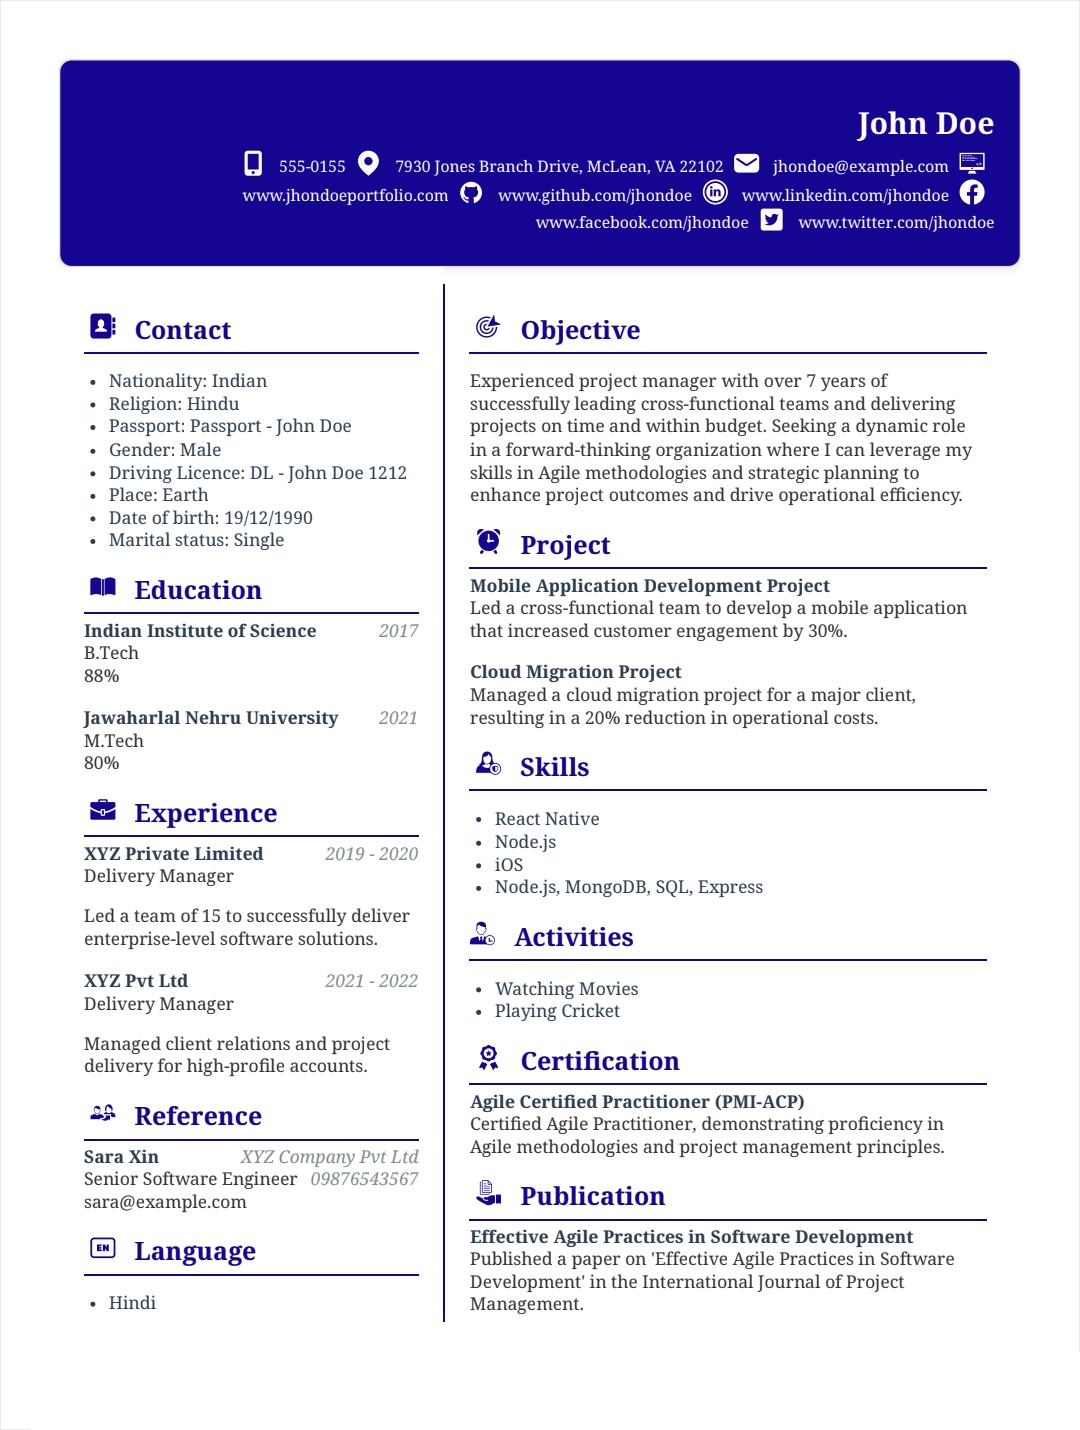 John Doe
555-0155 7930 Jones Branch Drive, McLean, VA 22102 jhondoe@example.com
www.jhondoeportfolio.com www.github.com/jhondoe www.linkedin.com/jhondoe
www.facebook.com/jhondoe www.twitter.com/jhondoe
Contact
• Nationality: Indian
• Religion: Hindu
• Passport: Passport - John Doe
• Gender: Male
• Driving Licence: DL - John Doe 1212
• Place: Earth
• Date of birth: 19/12/1990
• Marital status: Single
Education
Indian Institute of Science 2017
B.Tech
88%
Jawaharlal Nehru University 2021
M.Tech
80%
Experience
XYZ Private Limited 2019 - 2020
Delivery Manager
Led a team of 15 to successfully deliver
enterprise-level software solutions.
XYZ Pvt Ltd 2021 - 2022
Delivery Manager
Managed client relations and project
delivery for high-profile accounts.
Reference
Sara Xin XYZ Company Pvt Ltd
Senior Software Engineer 09876543567
sara@example.com
EN Language
• Hindi
Objective
Experienced project manager with over 7 years of
successfully leading cross-functional teams and delivering
projects on time and within budget. Seeking a dynamic role
in a forward-thinking organization where I can leverage my
skills in Agile methodologies and strategic planning to
enhance project outcomes and drive operational efficiency.
Project
Mobile Application Development Project
Led a cross-functional team to develop a mobile application
that increased customer engagement by 30%.
Cloud Migration Project
Managed a cloud migration project for a major client,
resulting in a 20% reduction in operational costs.
Skills
• React Native
• Node.js
• iOS
• Node.js, MongoDB, SQL, Express
Activities
• Watching Movies
• Playing Cricket
Certification
Agile Certified Practitioner (PMI-ACP)
Certified Agile Practitioner, demonstrating proficiency in
Agile methodologies and project management principles.
Publication
Effective Agile Practices in Software Development
Published a paper on 'Effective Agile Practices in Software
Development' in the International Journal of Project
Management.